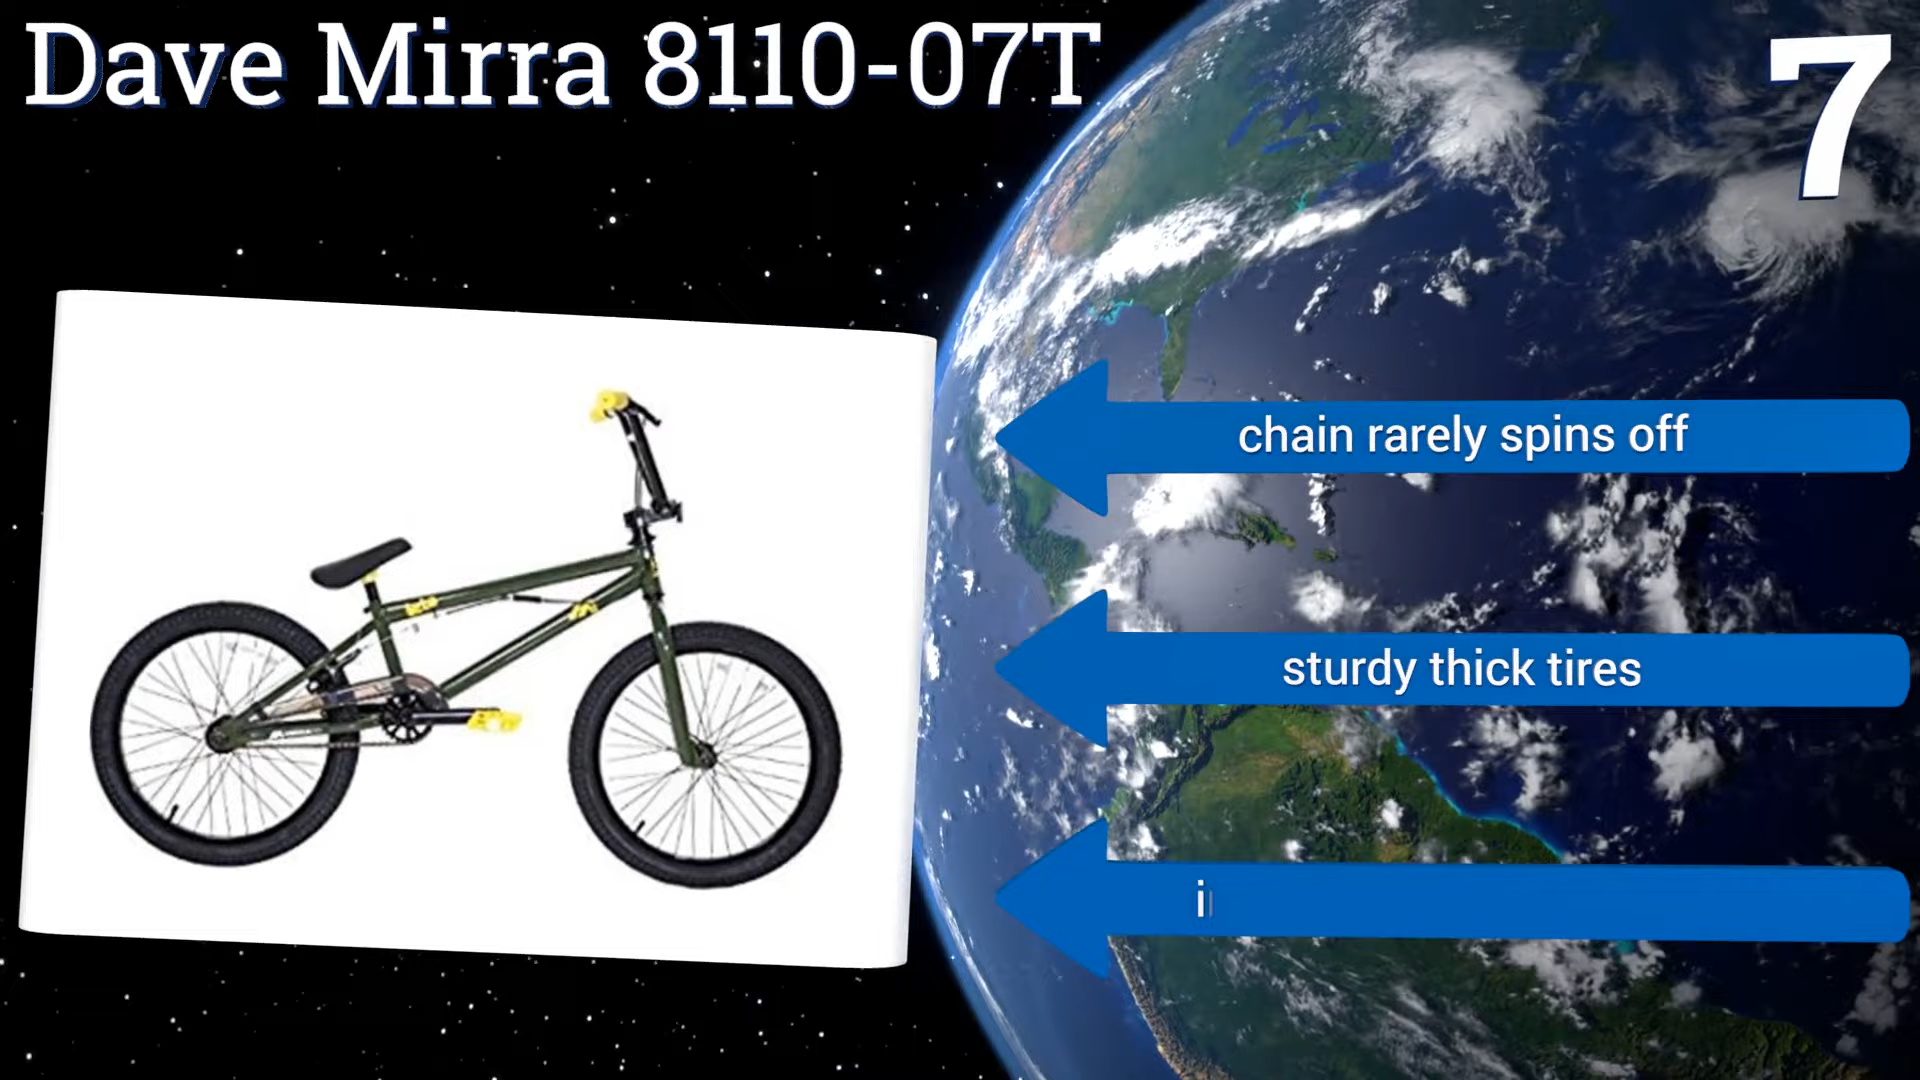 Dave Mirra 8110-07T
7
chain rarely spins off
sturdy thick tires
i